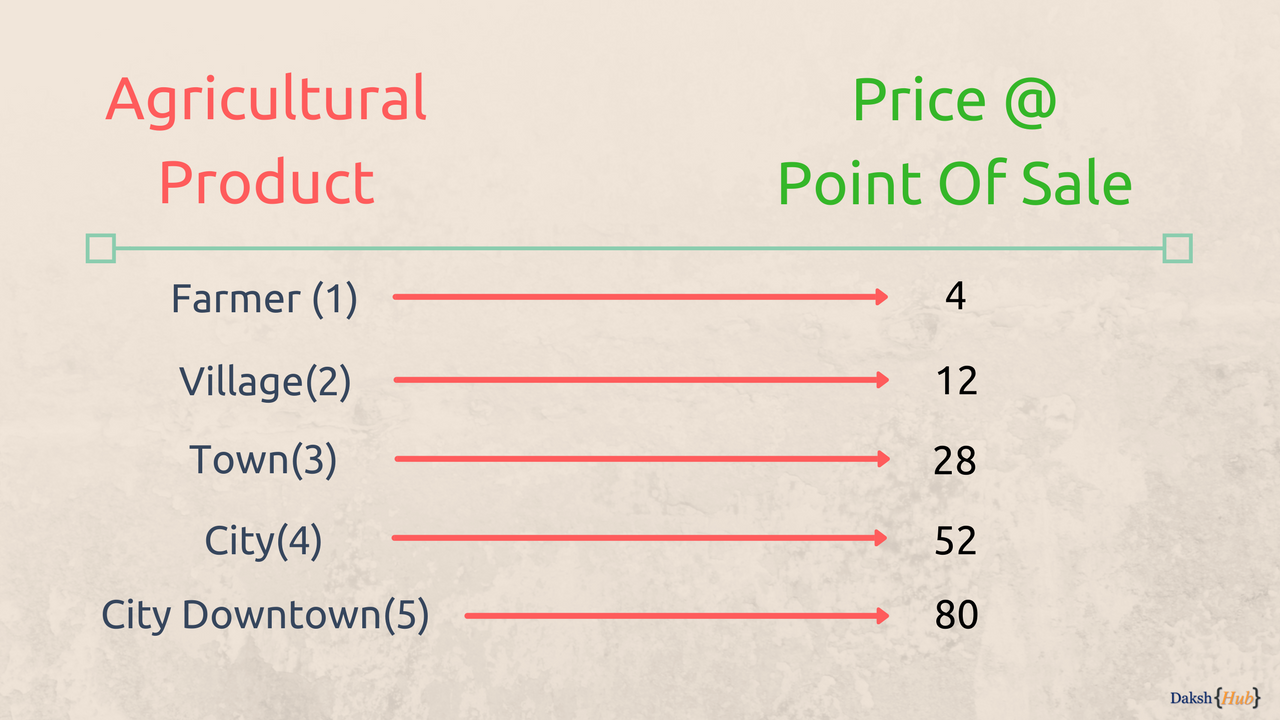 Agricultural
Product
Price @
Point Of Sale
Farmer (1) 4
Village(2) 12
Town(3) 28
City(4) 52
City Downtown(5) 80
Daksh{Hub}